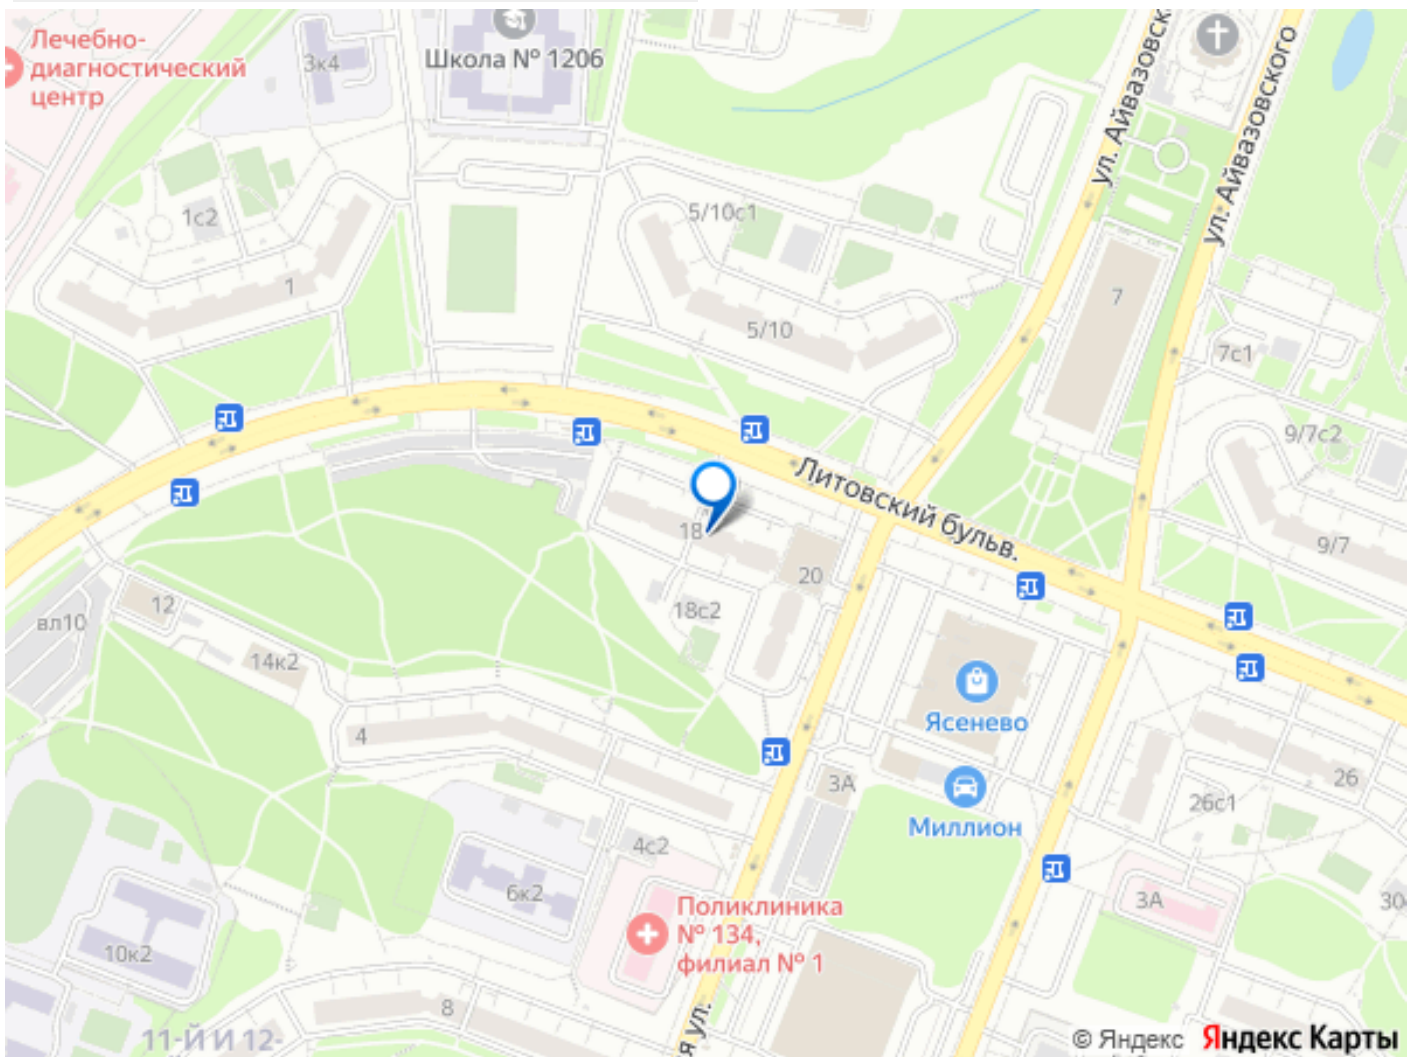 Лечебно-
диагностический
центр
3к4
Школа № 1206
ул. Айвазовск
ул. Айвазовского
1с2
5/10с1
1
5/10
7
7с1
9/7с2
Литовский бульв.
18
9/7
20
12
18с2
вл10
14к2
Ясенево
4
26
3А
26с1
Миллион
4с2
6к2
3А
30
Поликлиника
№ 134,
филиал № 1
10к2
8
я ул.
11-Й И 12-
© Яндекс Яндекс Карты